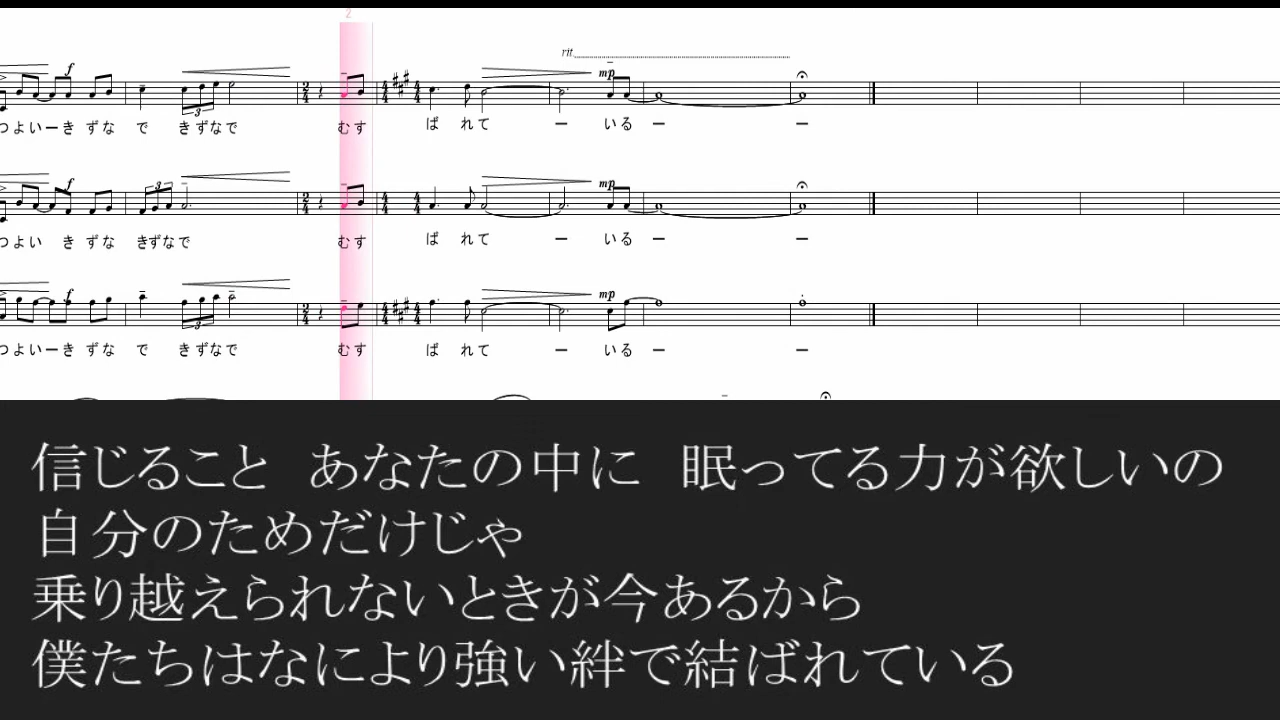 2
rit.
f
つよいーき ずな で きずなで むす ば れて ー いる ー ー
mp
f
つよい き ずな きずなで むす ば れて ー いる ー ー
mp
f
つよいーき ずな で きずなで むす ば れて ー いる ー ー
mp
信じること　あなたの中に　眠ってる力が欲しいの
自分のためだけじゃ
乗り越えられないときが今あるから
僕たちはなにより強い絆で結ばれている